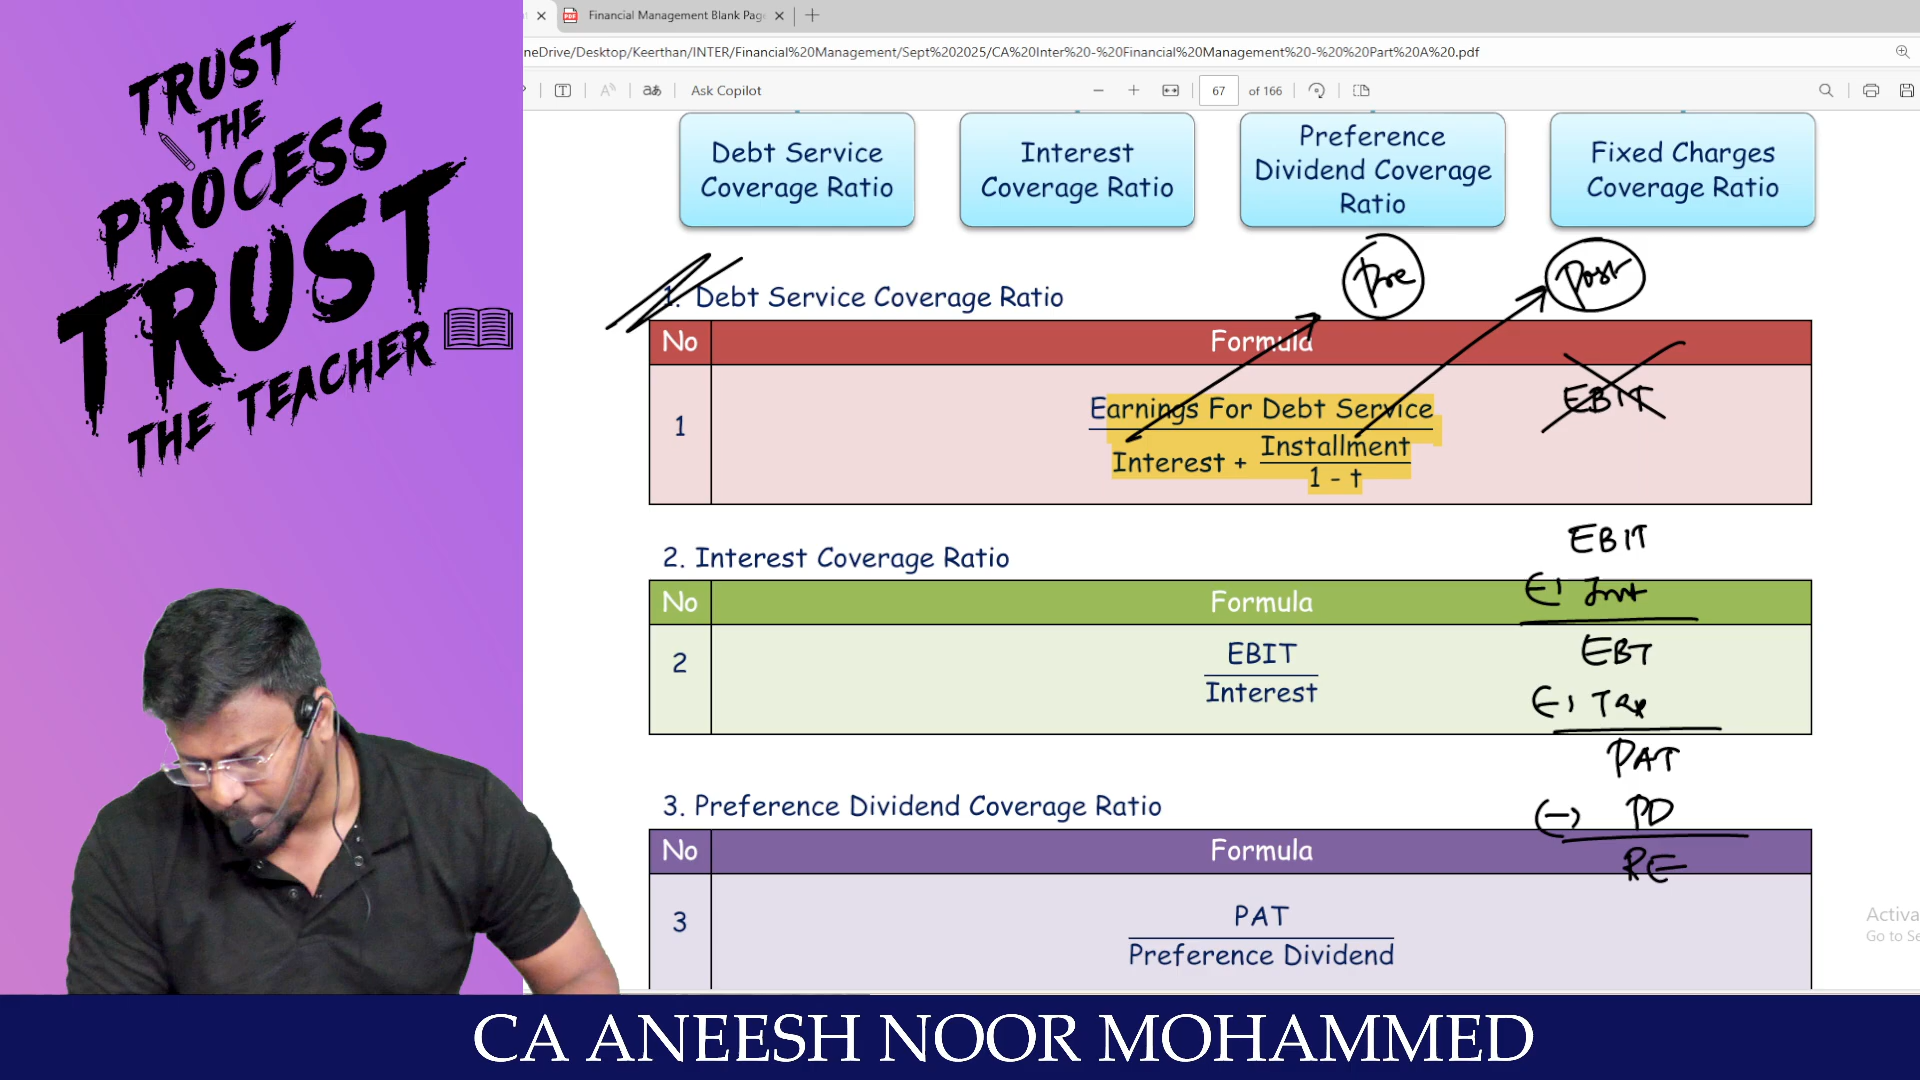 TRUST
THE
PROCESS
TRUST
THE TEACHER
Financial Management Blank Pag
neDrive/Desktop/Keerthan/INTER/Financial%20Management/Sept%202025/CA%20Inter%20-%20Financial%20Management%20-%20%20Part%20A%20.pdf
Ask Copilot
67 of 166
Debt Service
Coverage Ratio
Interest
Coverage Ratio
Preference
Dividend Coverage
Ratio
Fixed Charges
Coverage Ratio
Pre
Post
1. Debt Service Coverage Ratio
No Formula
1
Earnings For Debt Service
Interest + Installment
1 - t
EBIT
2. Interest Coverage Ratio
No Formula
2
EBIT
Interest
EBIT
(-) Int
EBT
(-) Tax
PAT
(-) PD
RE
3. Preference Dividend Coverage Ratio
No Formula
3
PAT
Preference Dividend
Activa
Go to Se
CA ANEESH NOOR MOHAMMED